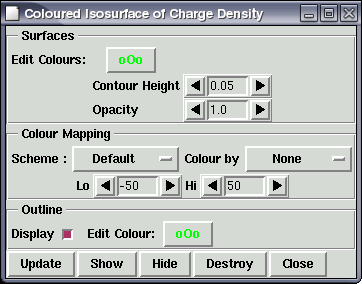 Coloured Isosurface of Charge Density
Surfaces
Edit Colours: oOo
Contour Height 0.05
Opacity 1.0
Colour Mapping
Scheme : Default Colour by None
Lo -50 Hi 50
Outline
Display Edit Colour: oOo
Update Show Hide Destroy Close